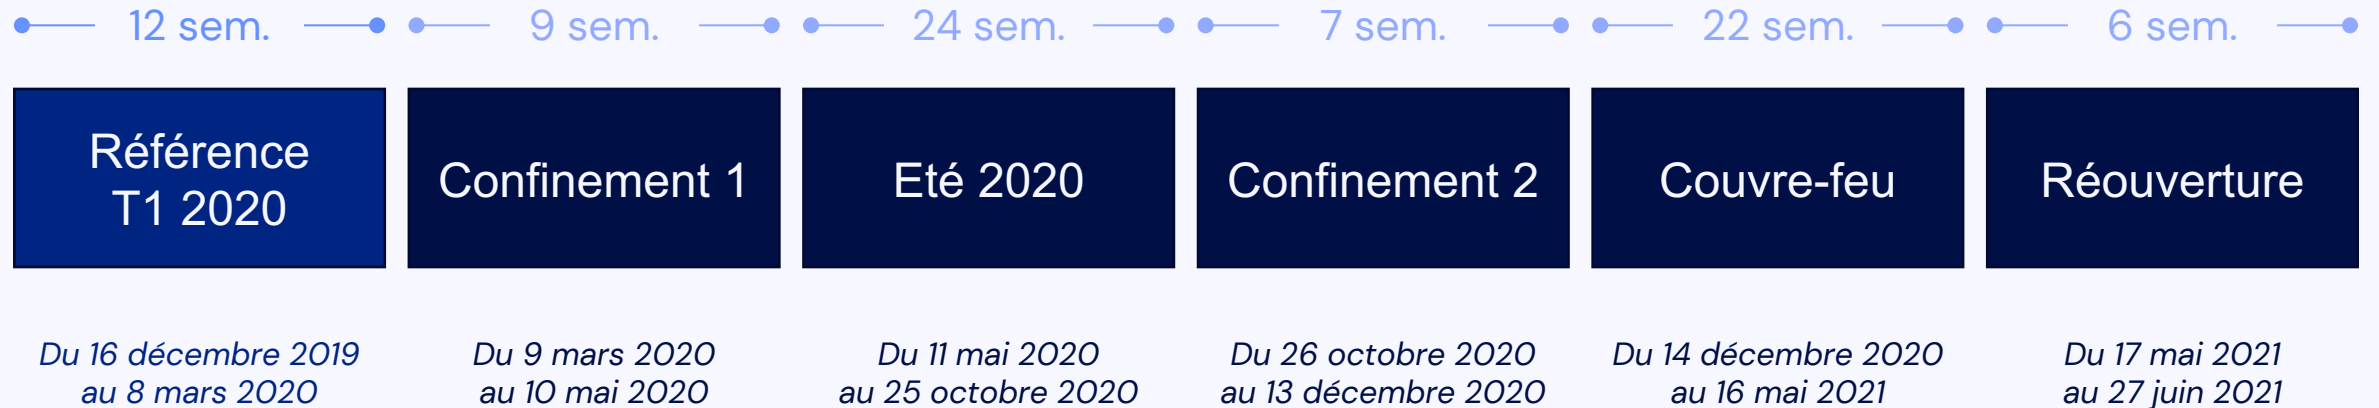 12 sem.
9 sem.
24 sem.
7 sem.
22 sem.
6 sem.
Référence
T1 2020
Confinement 1
Eté 2020
Confinement 2
Couvre-feu
Réouverture
Du 16 décembre 2019
au 8 mars 2020
Du 9 mars 2020
au 10 mai 2020
Du 11 mai 2020
au 25 octobre 2020
Du 26 octobre 2020
au 13 décembre 2020
Du 14 décembre 2020
au 16 mai 2021
Du 17 mai 2021
au 27 juin 2021